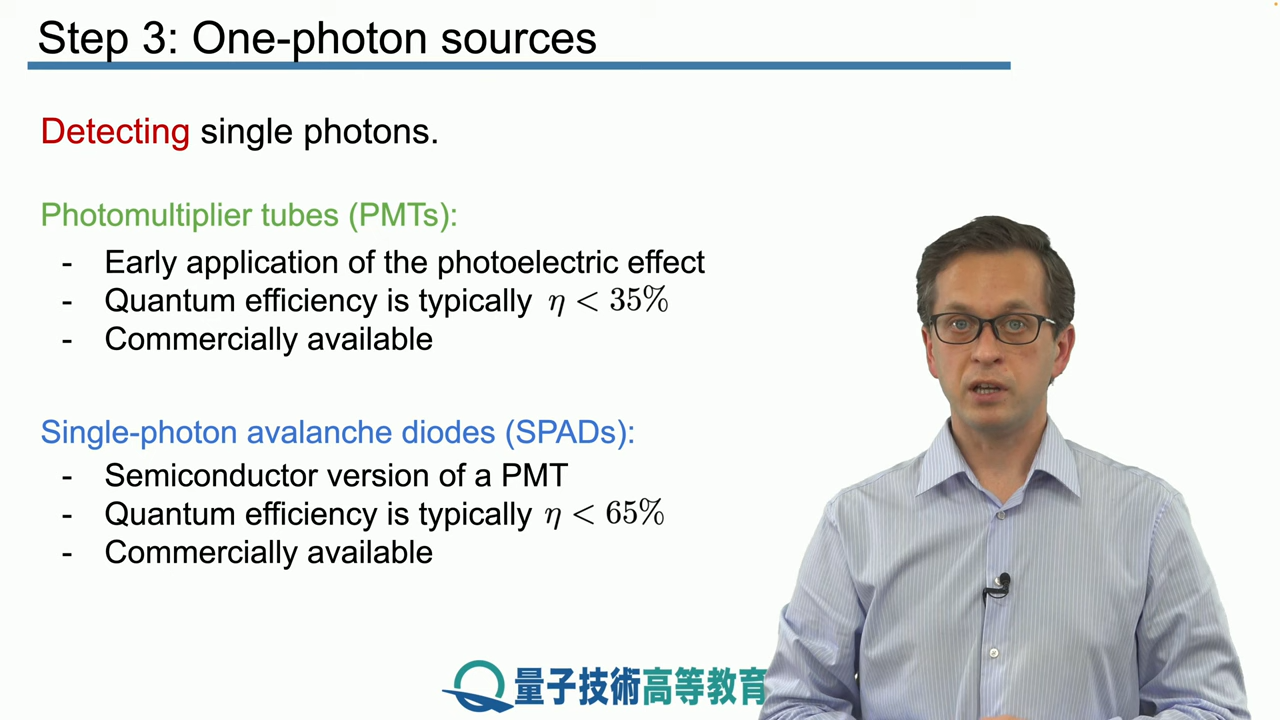 Step 3: One-photon sources
Detecting single photons.
Photomultiplier tubes (PMTs):
- Early application of the photoelectric effect
- Quantum efficiency is typically η < 35%
- Commercially available
Single-photon avalanche diodes (SPADs):
- Semiconductor version of a PMT
- Quantum efficiency is typically η < 65%
- Commercially available
量子技術高等教育